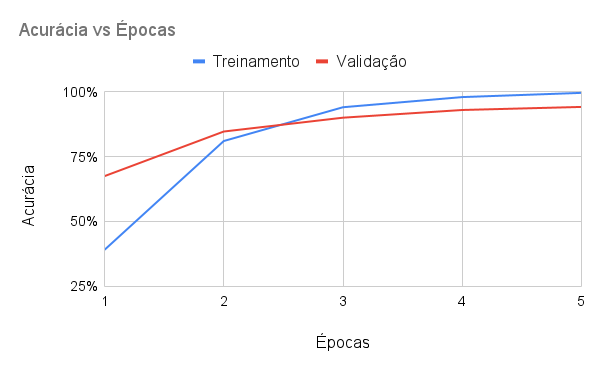 Acurácia vs Épocas
Treinamento Validação
100%
75%
50%
25%
Acurácia
1 2 3 4 5
Épocas